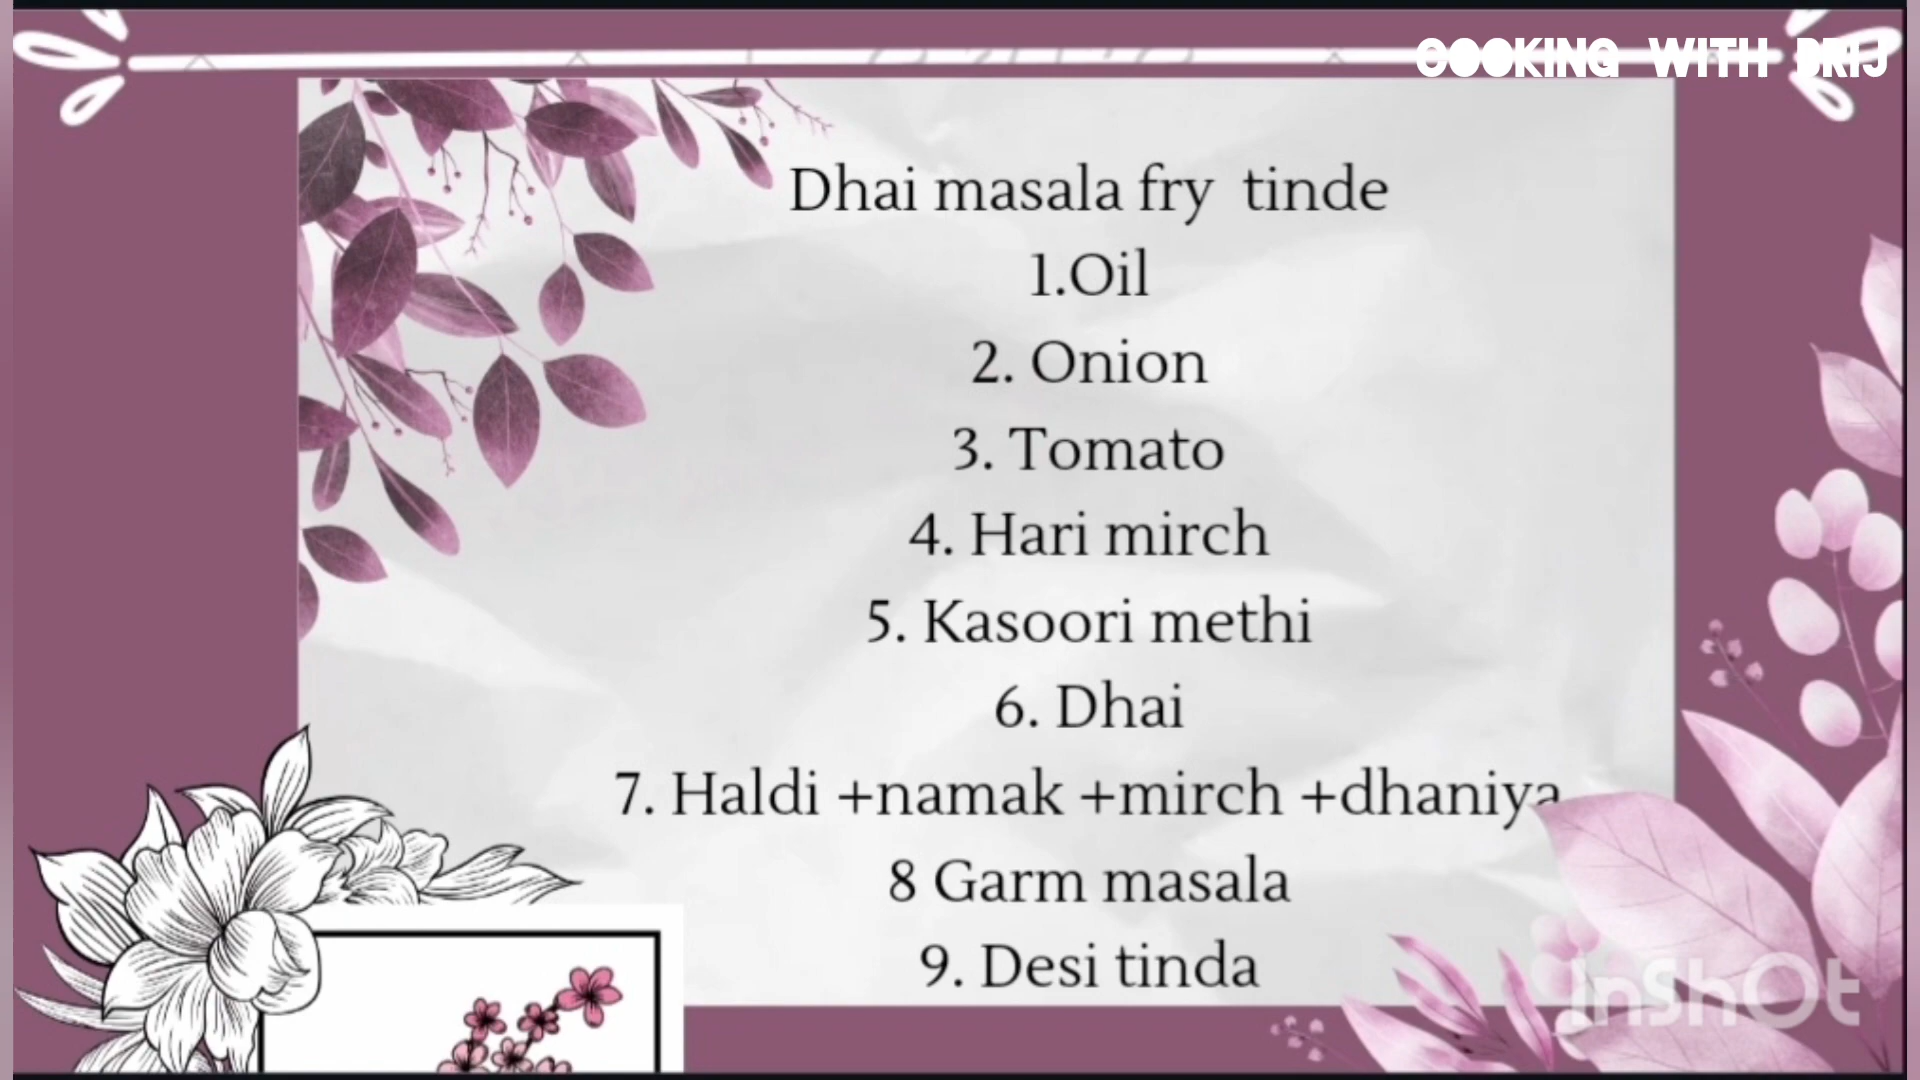 COOKING WITH BRIJ
Dhai masala fry tinde
1.Oil
2. Onion
3. Tomato
4. Hari mirch
5. Kasoori methi
6. Dhai
7. Haldi +namak +mirch +dhaniya
8 Garm masala
9. Desi tinda
InShOt